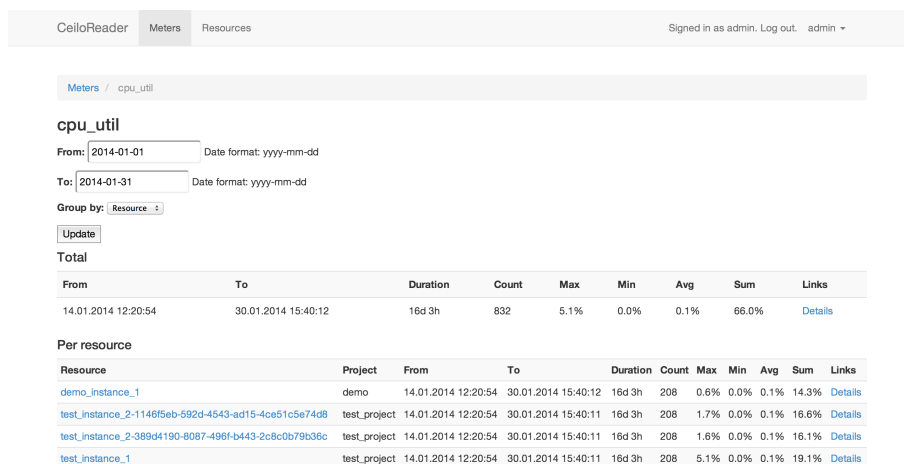 CeiloReader Meters Resources Signed in as admin. Log out. admin
Meters / cpu_util
cpu_util
From: 2014-01-01 Date format: yyyy-mm-dd
To: 2014-01-31 Date format: yyyy-mm-dd
Group by: Resource
Update
Total
From To Duration Count Max Min Avg Sum Links
14.01.2014 12:20:54 30.01.2014 15:40:12 16d 3h 832 5.1% 0.0% 0.1% 66.0% Details
Per resource
Resource Project From To Duration Count Max Min Avg Sum Links
demo_instance_1 demo 14.01.2014 12:20:54 30.01.2014 15:40:12 16d 3h 208 0.6% 0.0% 0.1% 14.3% Details
test_instance_2-1146f5eb-592d-4543-ad15-4ce51c5e74d8 test_project 14.01.2014 12:20:54 30.01.2014 15:40:11 16d 3h 208 1.7% 0.0% 0.1% 16.6% Details
test_instance_2-389d4190-8087-496f-b443-2c8c0b79b36c test_project 14.01.2014 12:20:54 30.01.2014 15:40:11 16d 3h 208 1.6% 0.0% 0.1% 16.1% Details
test_instance_1 test_project 14.01.2014 12:20:54 30.01.2014 15:40:11 16d 3h 208 5.1% 0.0% 0.1% 19.1% Details